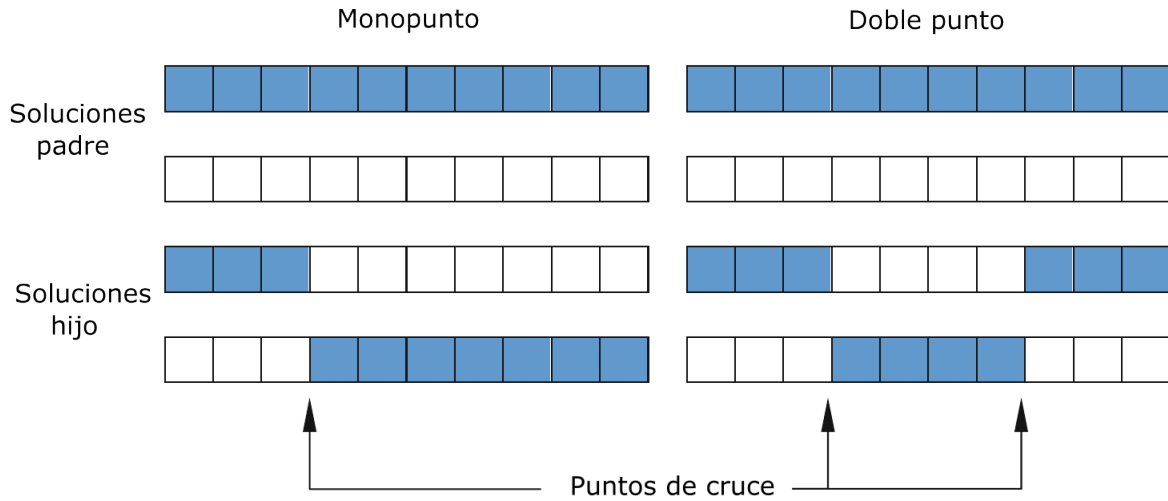 Monopunto
Doble punto
Soluciones
padre
Soluciones
hijo
Puntos de cruce